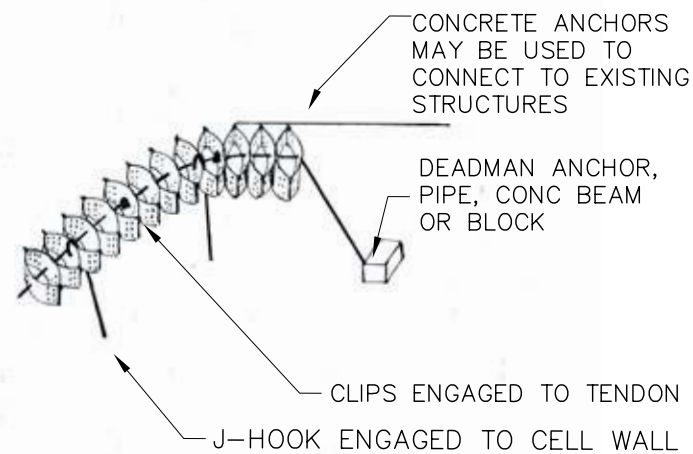 CONCRETE ANCHORS
MAY BE USED TO
CONNECT TO EXISTING
STRUCTURES
DEADMAN ANCHOR,
PIPE, CONC BEAM
OR BLOCK
CLIPS ENGAGED TO TENDON
J-HOOK ENGAGED TO CELL WALL